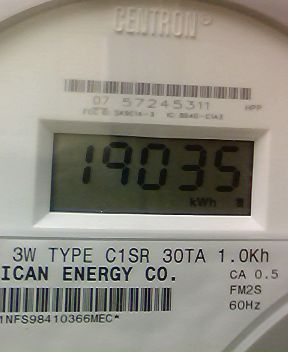 CENTRON
07 57245311 HPP
19035
kWh
3W TYPE C1SR 30TA 1.0Kh
ICAN ENERGY CO. CA 0.5
FM2S
60Hz
1NFS98410366MEC*